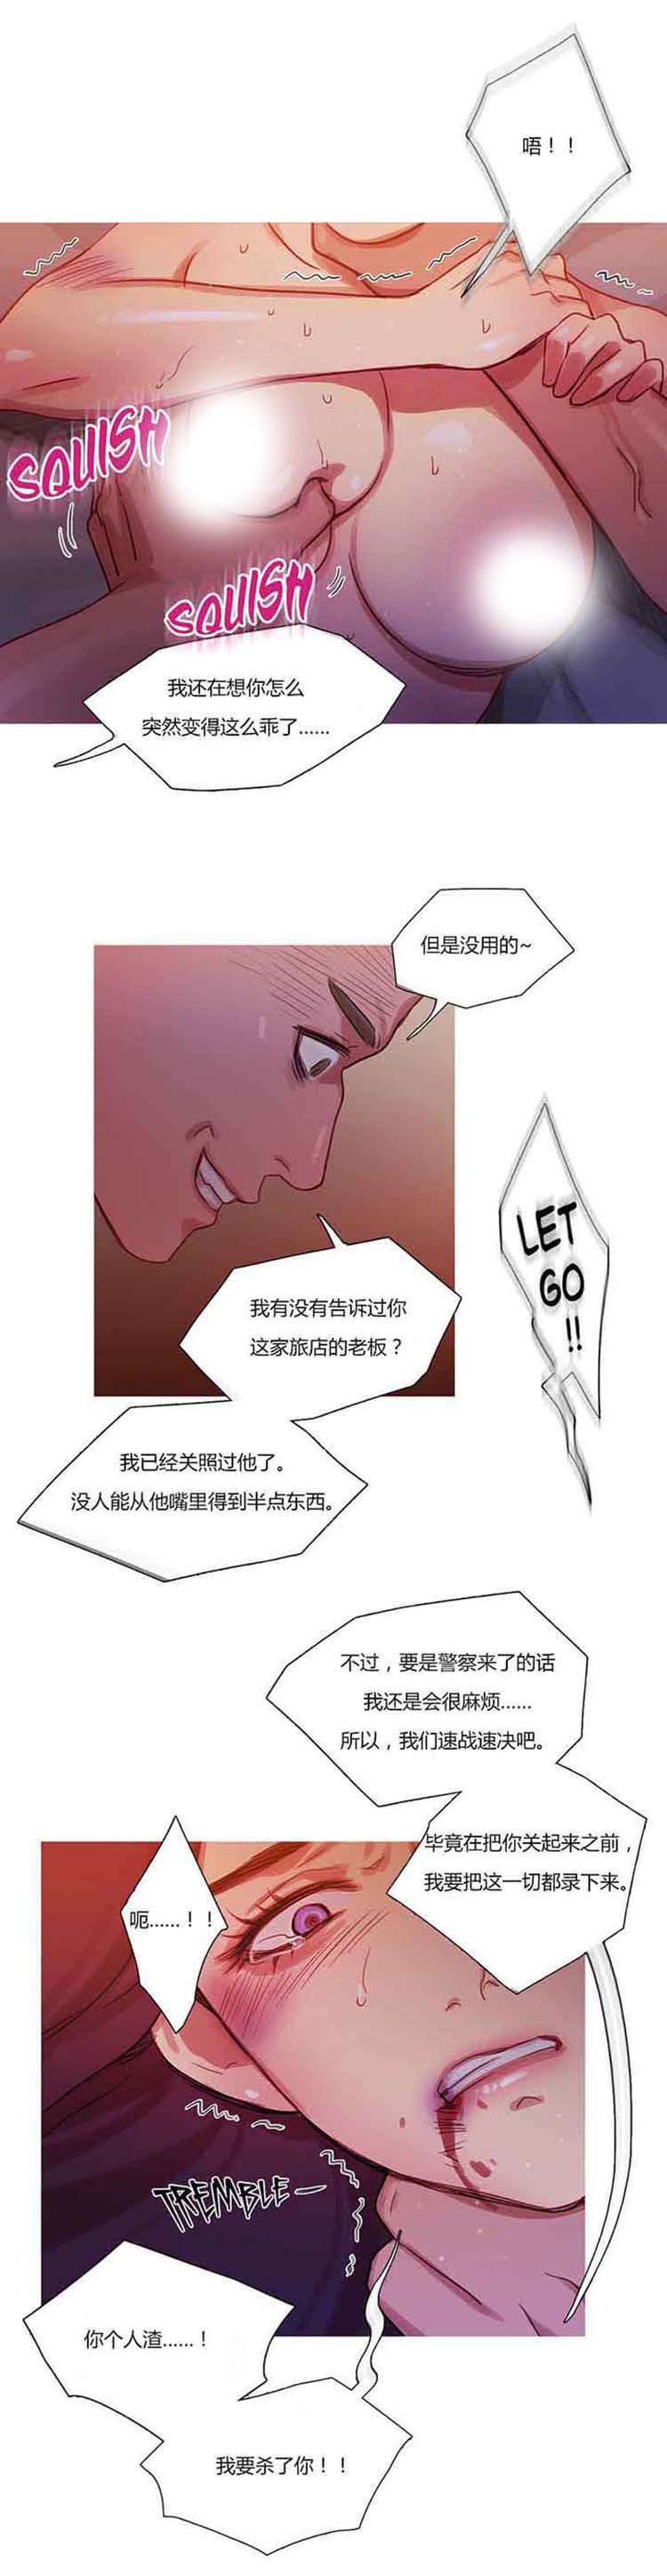 唔！！
SQUISH
SQUISH
我还在想你怎么
突然变得这么乖了……
但是没用的~
LET
GO
!!
我有没有告诉过你
这家旅店的老板？
我已经关照过他了。
没人能从他嘴里得到半点东西。
不过，要是警察来了的话
我还是会很麻烦……
所以，我们速战速决吧。
毕竟在把你关起来之前，
我要把这一切都录下来。
呃……！！
TREMBLE—
你个人渣……！
我要杀了你！！